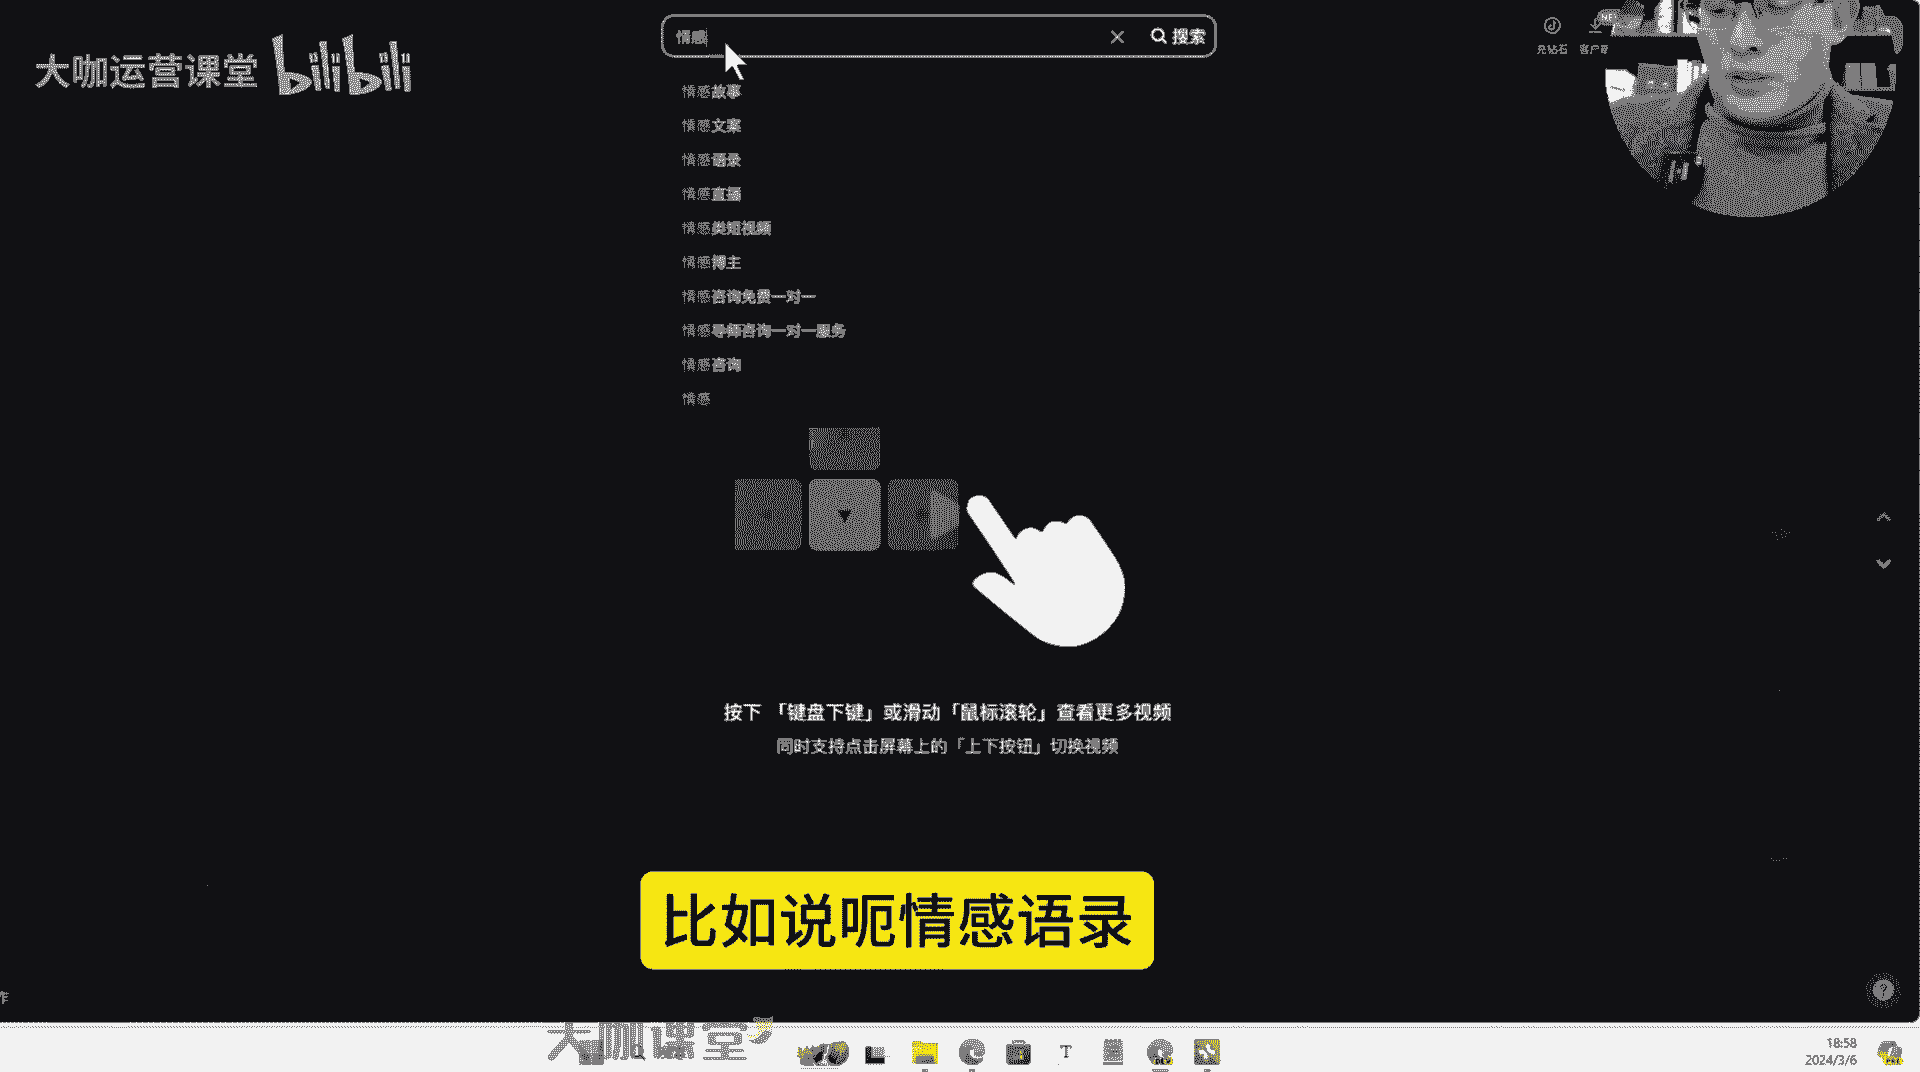 大咖运营课堂 bilibili
情感
搜索
充钻石
客户端
情感故事
情感文案
情感语录
情感直播
情感类短视频
情感博主
情感咨询免费一对一
情感导师咨询一对一服务
情感咨询
情感
按下 「键盘下键」或滑动「鼠标滚轮」查看更多视频
同时支持点击屏幕上的「上下按钮」切换视频
比如说呃情感语录
作
大咖课堂
T
18:58
2024/3/6